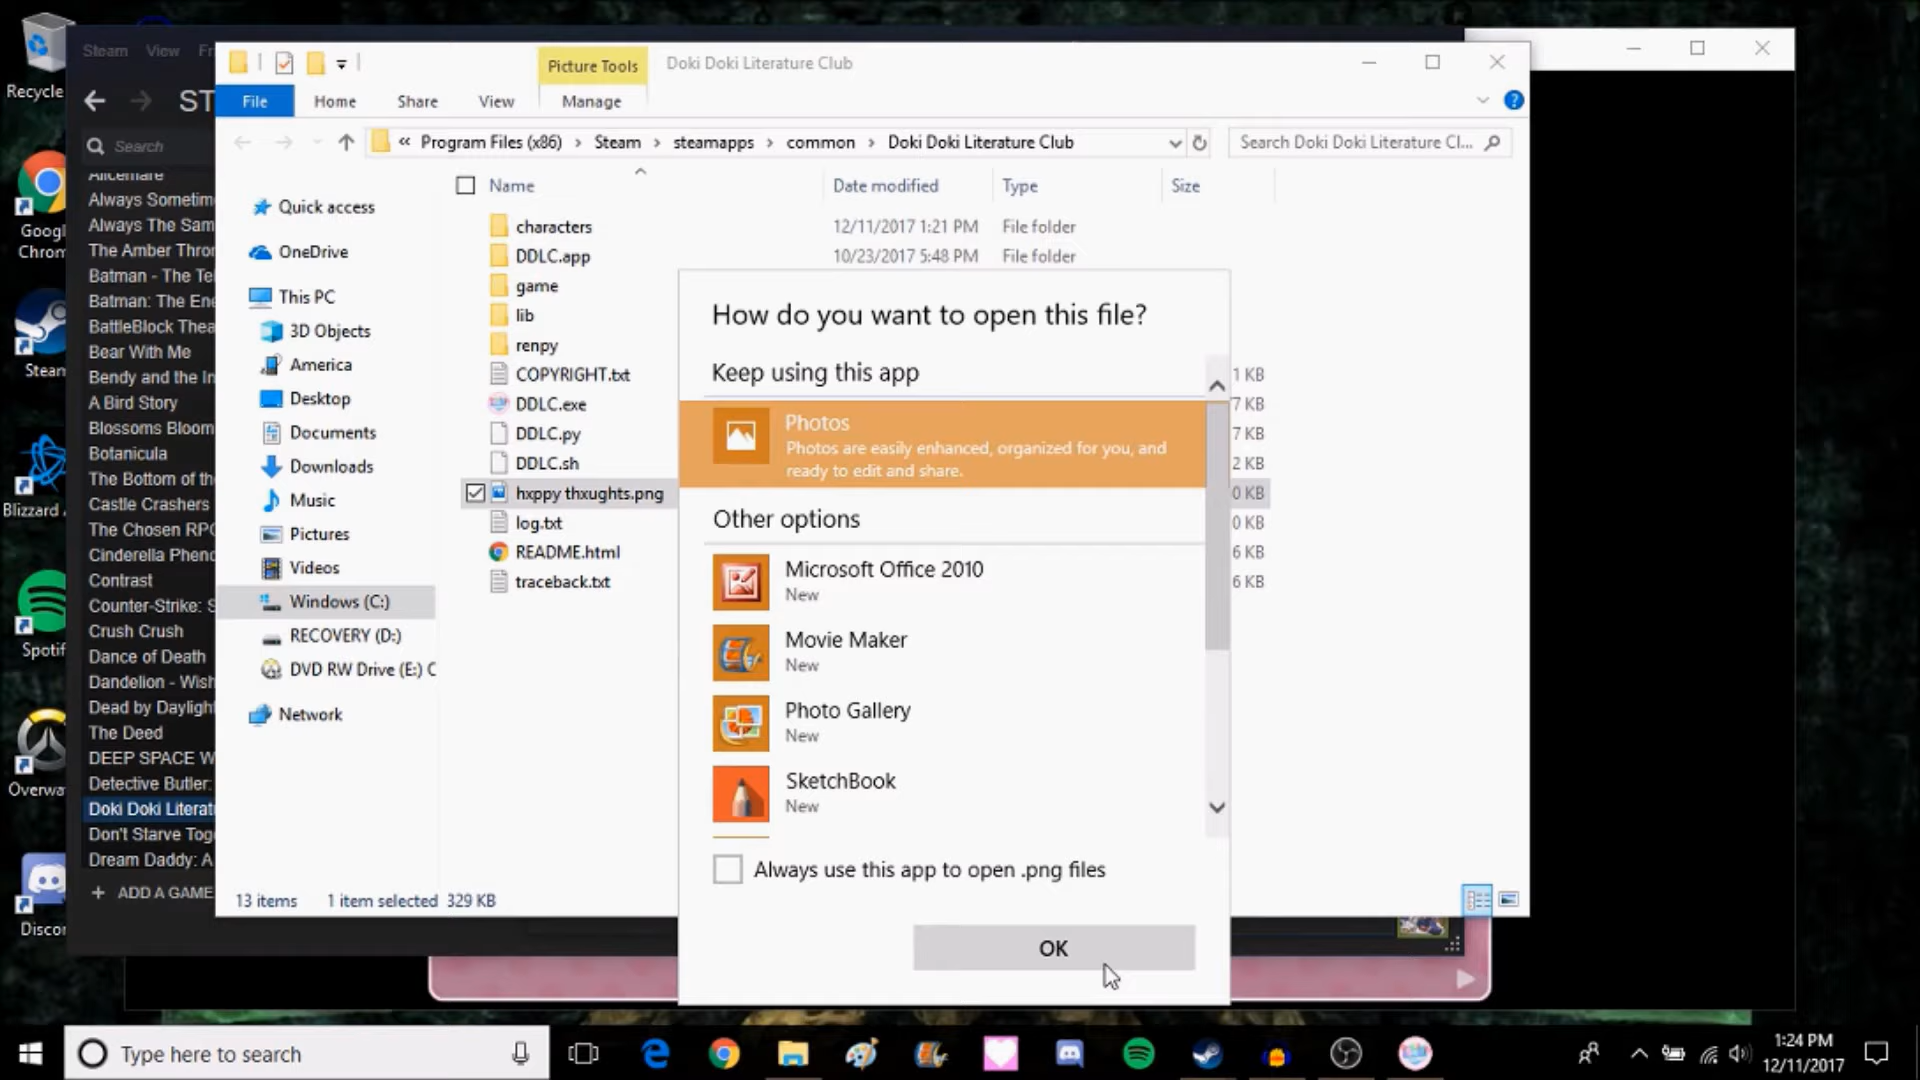 Recycle
Googl
Chrom
Steam
Blizzard
Spotif
Overwa
Discor
Steam View Fr
ST
Search
Alicemare
Always Sometim
Always The Sam
The Amber Thron
Batman - The Tel
Batman: The Ene
BattleBlock Thea
Bear With Me
Bendy and the In
A Bird Story
Blossoms Bloom
Botanicula
The Bottom of th
Castle Crashers
The Chosen RPG
Cinderella Pheno
Contrast
Counter-Strike: S
Crush Crush
Dance of Death
Dandelion - Wish
Dead by Dayligh
The Deed
DEEP SPACE W
Detective Butler:
Doki Doki Literat
Don't Starve Tog
Dream Daddy: A
+ ADD A GAME
Picture Tools
Doki Doki Literature Club
File Home Share View Manage
« Program Files (x86) > Steam > steamapps > common > Doki Doki Literature Club
Search Doki Doki Literature Cl...
Quick access
OneDrive
This PC
3D Objects
America
Desktop
Documents
Downloads
Music
Pictures
Videos
Windows (C:)
RECOVERY (D:)
DVD RW Drive (E:) C
Network
Name Date modified Type Size
characters 12/11/2017 1:21 PM File folder
DDLC.app 10/23/2017 5:48 PM File folder
game
lib
renpy
COPYRIGHT.txt 1 KB
DDLC.exe 7 KB
DDLC.py 7 KB
DDLC.sh 2 KB
hxppy thxughts.png 0 KB
log.txt 0 KB
README.html 6 KB
traceback.txt 6 KB
13 items 1 item selected 329 KB
How do you want to open this file?
Keep using this app
Photos
Photos are easily enhanced, organized for you, and
ready to edit and share.
Other options
Microsoft Office 2010
New
Movie Maker
New
Photo Gallery
New
SketchBook
New
Always use this app to open .png files
OK
Type here to search
1:24 PM
12/11/2017